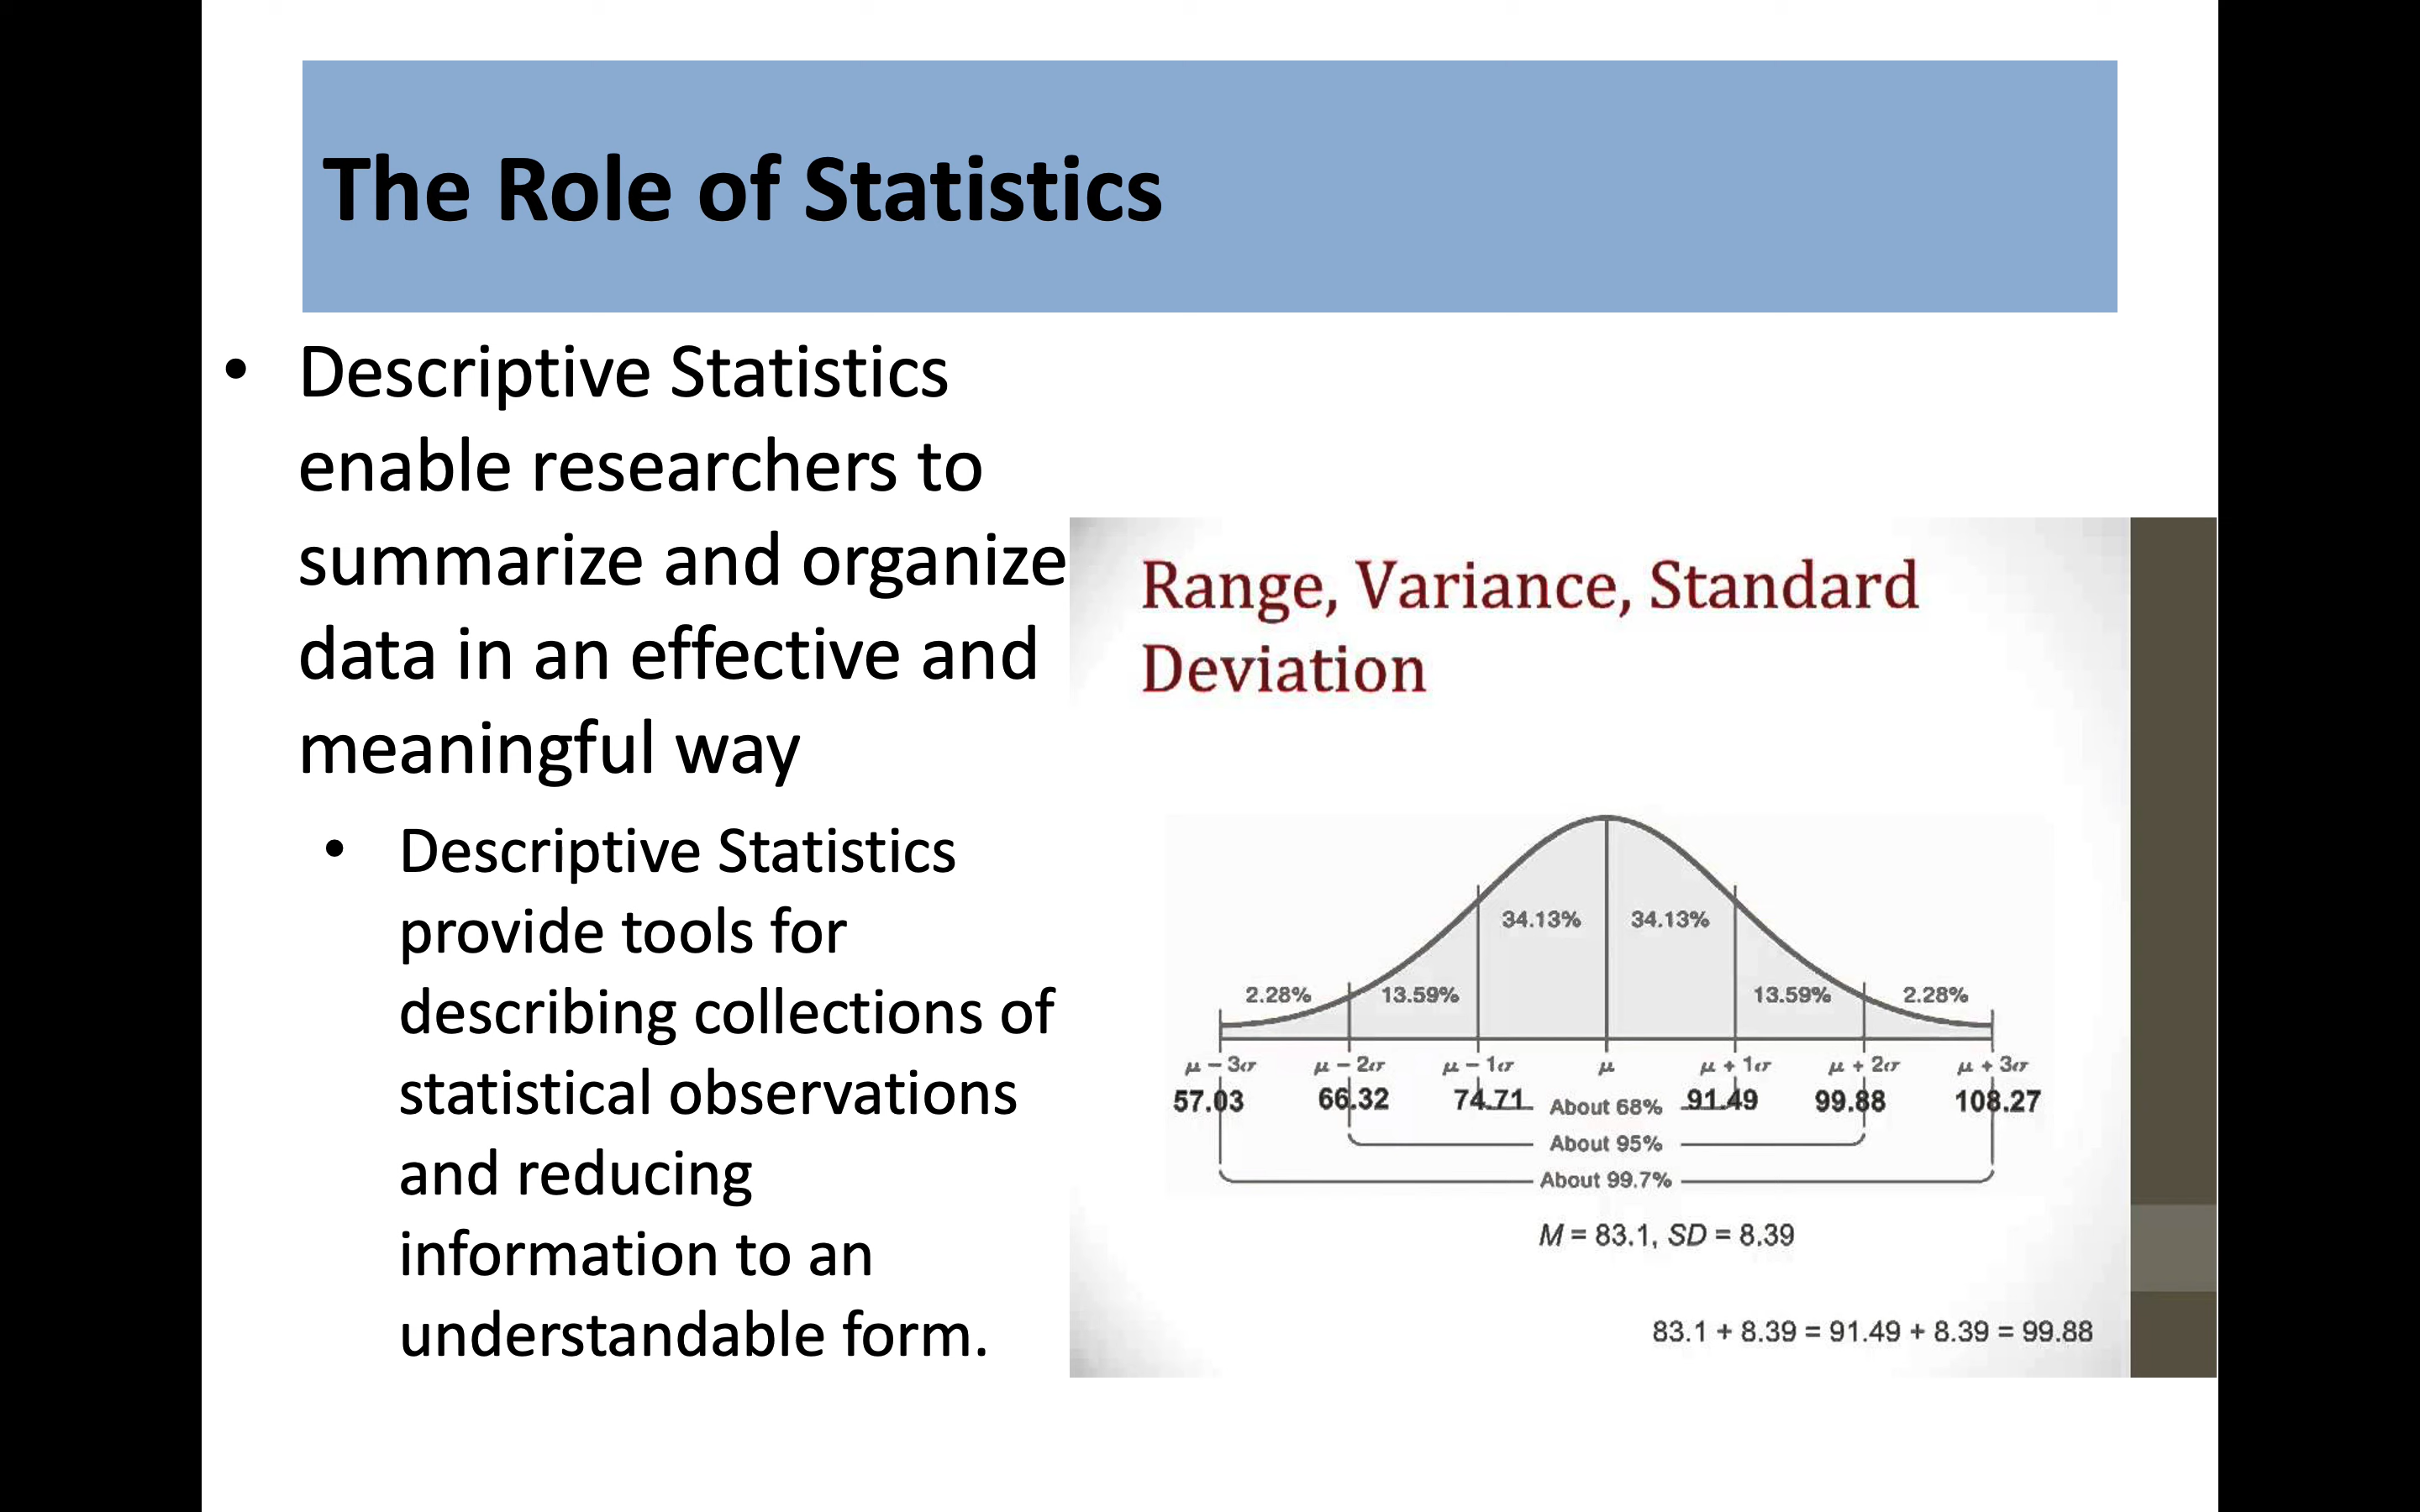 The Role of Statistics
• Descriptive Statistics
enable researchers to
summarize and organize
data in an effective and
meaningful way
• Descriptive Statistics
provide tools for
describing collections of
statistical observations
and reducing
information to an
understandable form.
Range, Variance, Standard
Deviation
34.13% 34.13%
2.28% 13.59% 13.59% 2.28%
μ − 3σ μ − 2σ μ − 1σ μ μ + 1σ μ + 2σ μ + 3σ
57.03 66.32 74.71 About 68% 91.49 99.88 108.27
About 95%
About 99.7%
M = 83.1, SD = 8.39
83.1 + 8.39 = 91.49 + 8.39 = 99.88